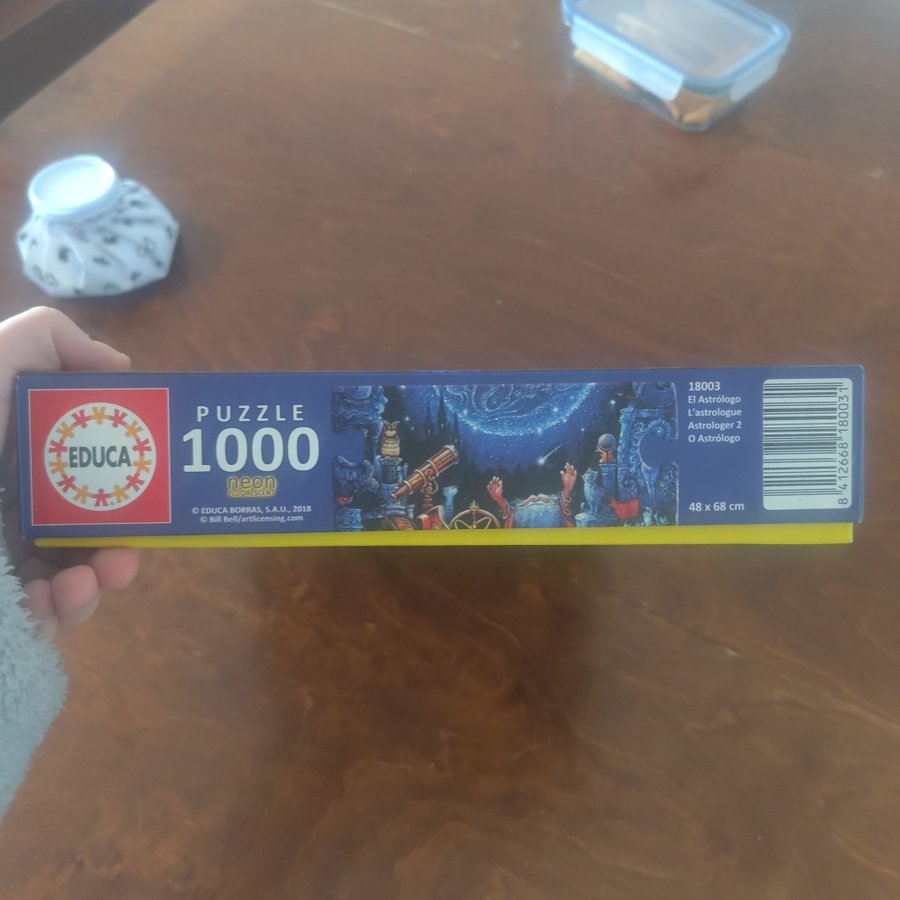 EDUCA
PUZZLE
1000
neon
FLUORESCENT
© EDUCA BORRAS, S.A.U., 2018
© Bill Bell/artlicensing.com
18003
El Astrólogo
L'astrologue
Astrologer 2
O Astrólogo
48 x 68 cm
8 412668 180031